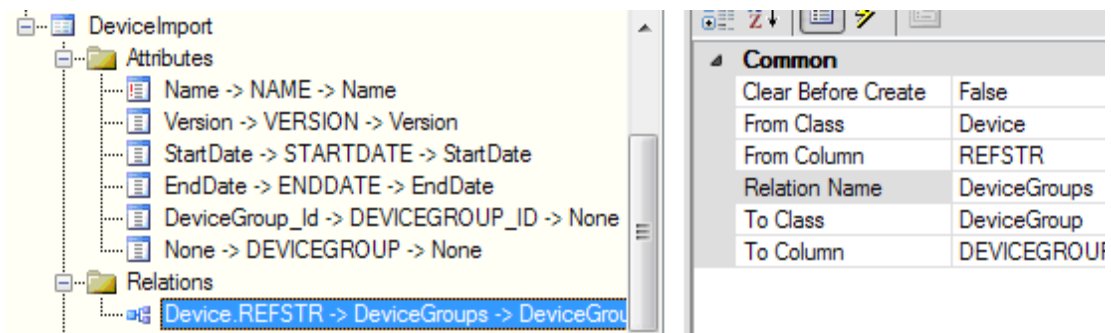 DeviceImport
Attributes
Name -> NAME -> Name
Version -> VERSION -> Version
StartDate -> STARTDATE -> StartDate
EndDate -> ENDDATE -> EndDate
DeviceGroup_Id -> DEVICEGROUP_ID -> None
None -> DEVICEGROUP -> None
Relations
Device.REFSTR -> DeviceGroups -> DeviceGrou
Common
Clear Before Create False
From Class Device
From Column REFSTR
Relation Name DeviceGroups
To Class DeviceGroup
To Column DEVICEGROUP